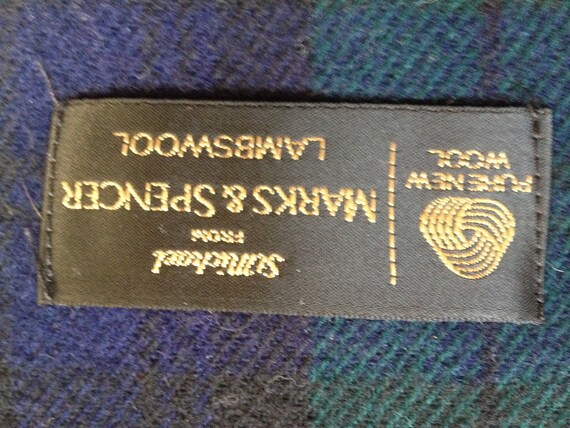 St Michael
FROM
MARKS & SPENCER
LAMBSWOOL
PURE NEW
WOOL